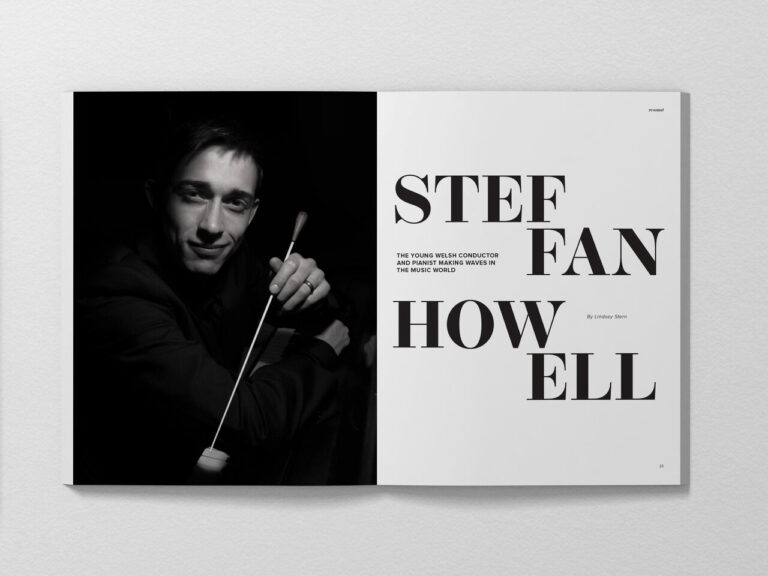 STEF
FAN
THE YOUNG WELSH CONDUCTOR
AND PIANIST MAKING WAVES IN
THE MUSIC WORLD
HOW
By Lindsay Stern
ELL